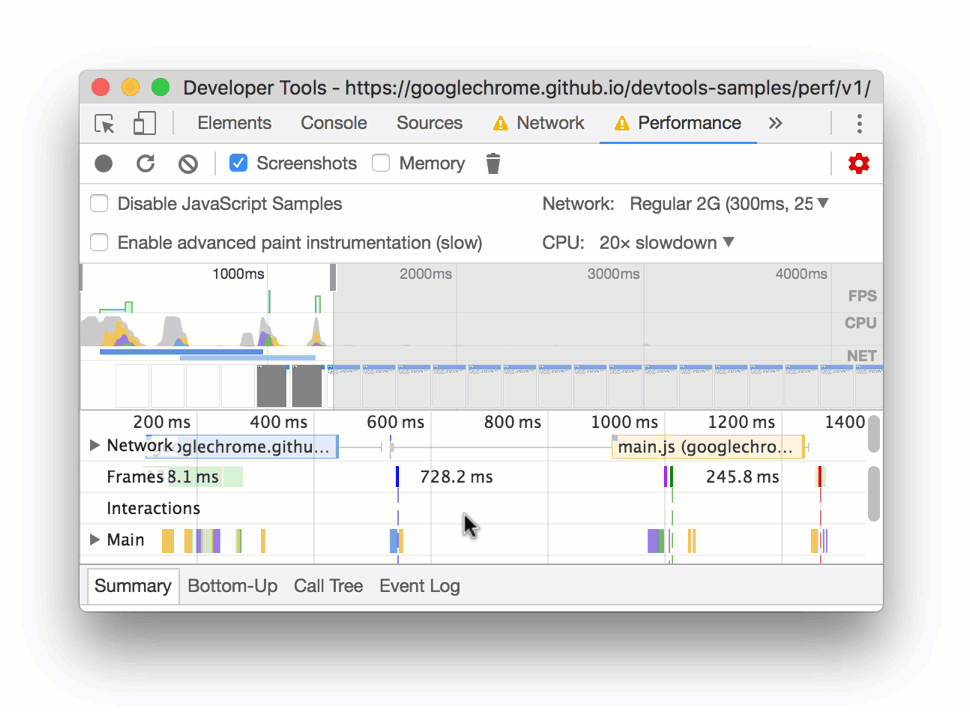 Developer Tools - https://googlechrome.github.io/devtools-samples/perf/v1/
Elements Console Sources Network Performance »
Screenshots Memory
Disable JavaScript Samples Network: Regular 2G (300ms, 25
Enable advanced paint instrumentation (slow) CPU: 20× slowdown
1000ms 2000ms 3000ms 4000ms
FPS
CPU
NET
200 ms 400 ms 600 ms 800 ms 1000 ms 1200 ms 1400
Network oglechrome.githu... main.js (googlechro...
Frames 8.1 ms 728.2 ms 245.8 ms
Interactions
Main
Summary Bottom-Up Call Tree Event Log